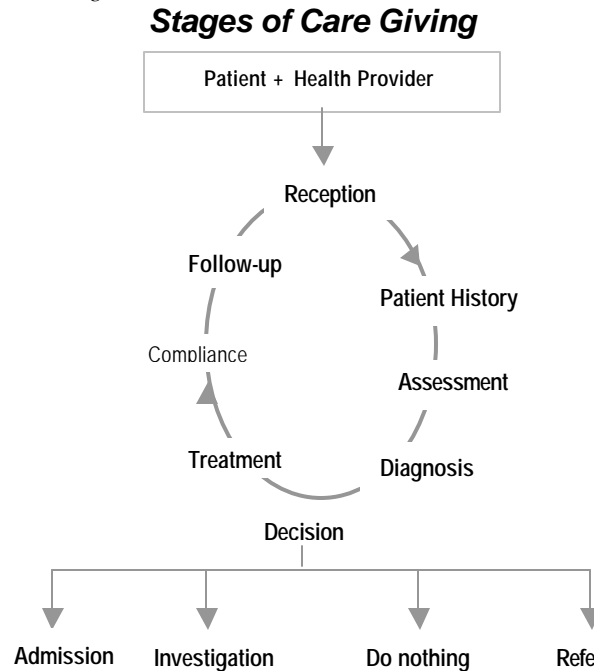 Stages of Care Giving
Patient + Health Provider
Reception
Follow-up
Patient History
Compliance
Assessment
Treatment
Diagnosis
Decision
Admission Investigation Do nothing Refe